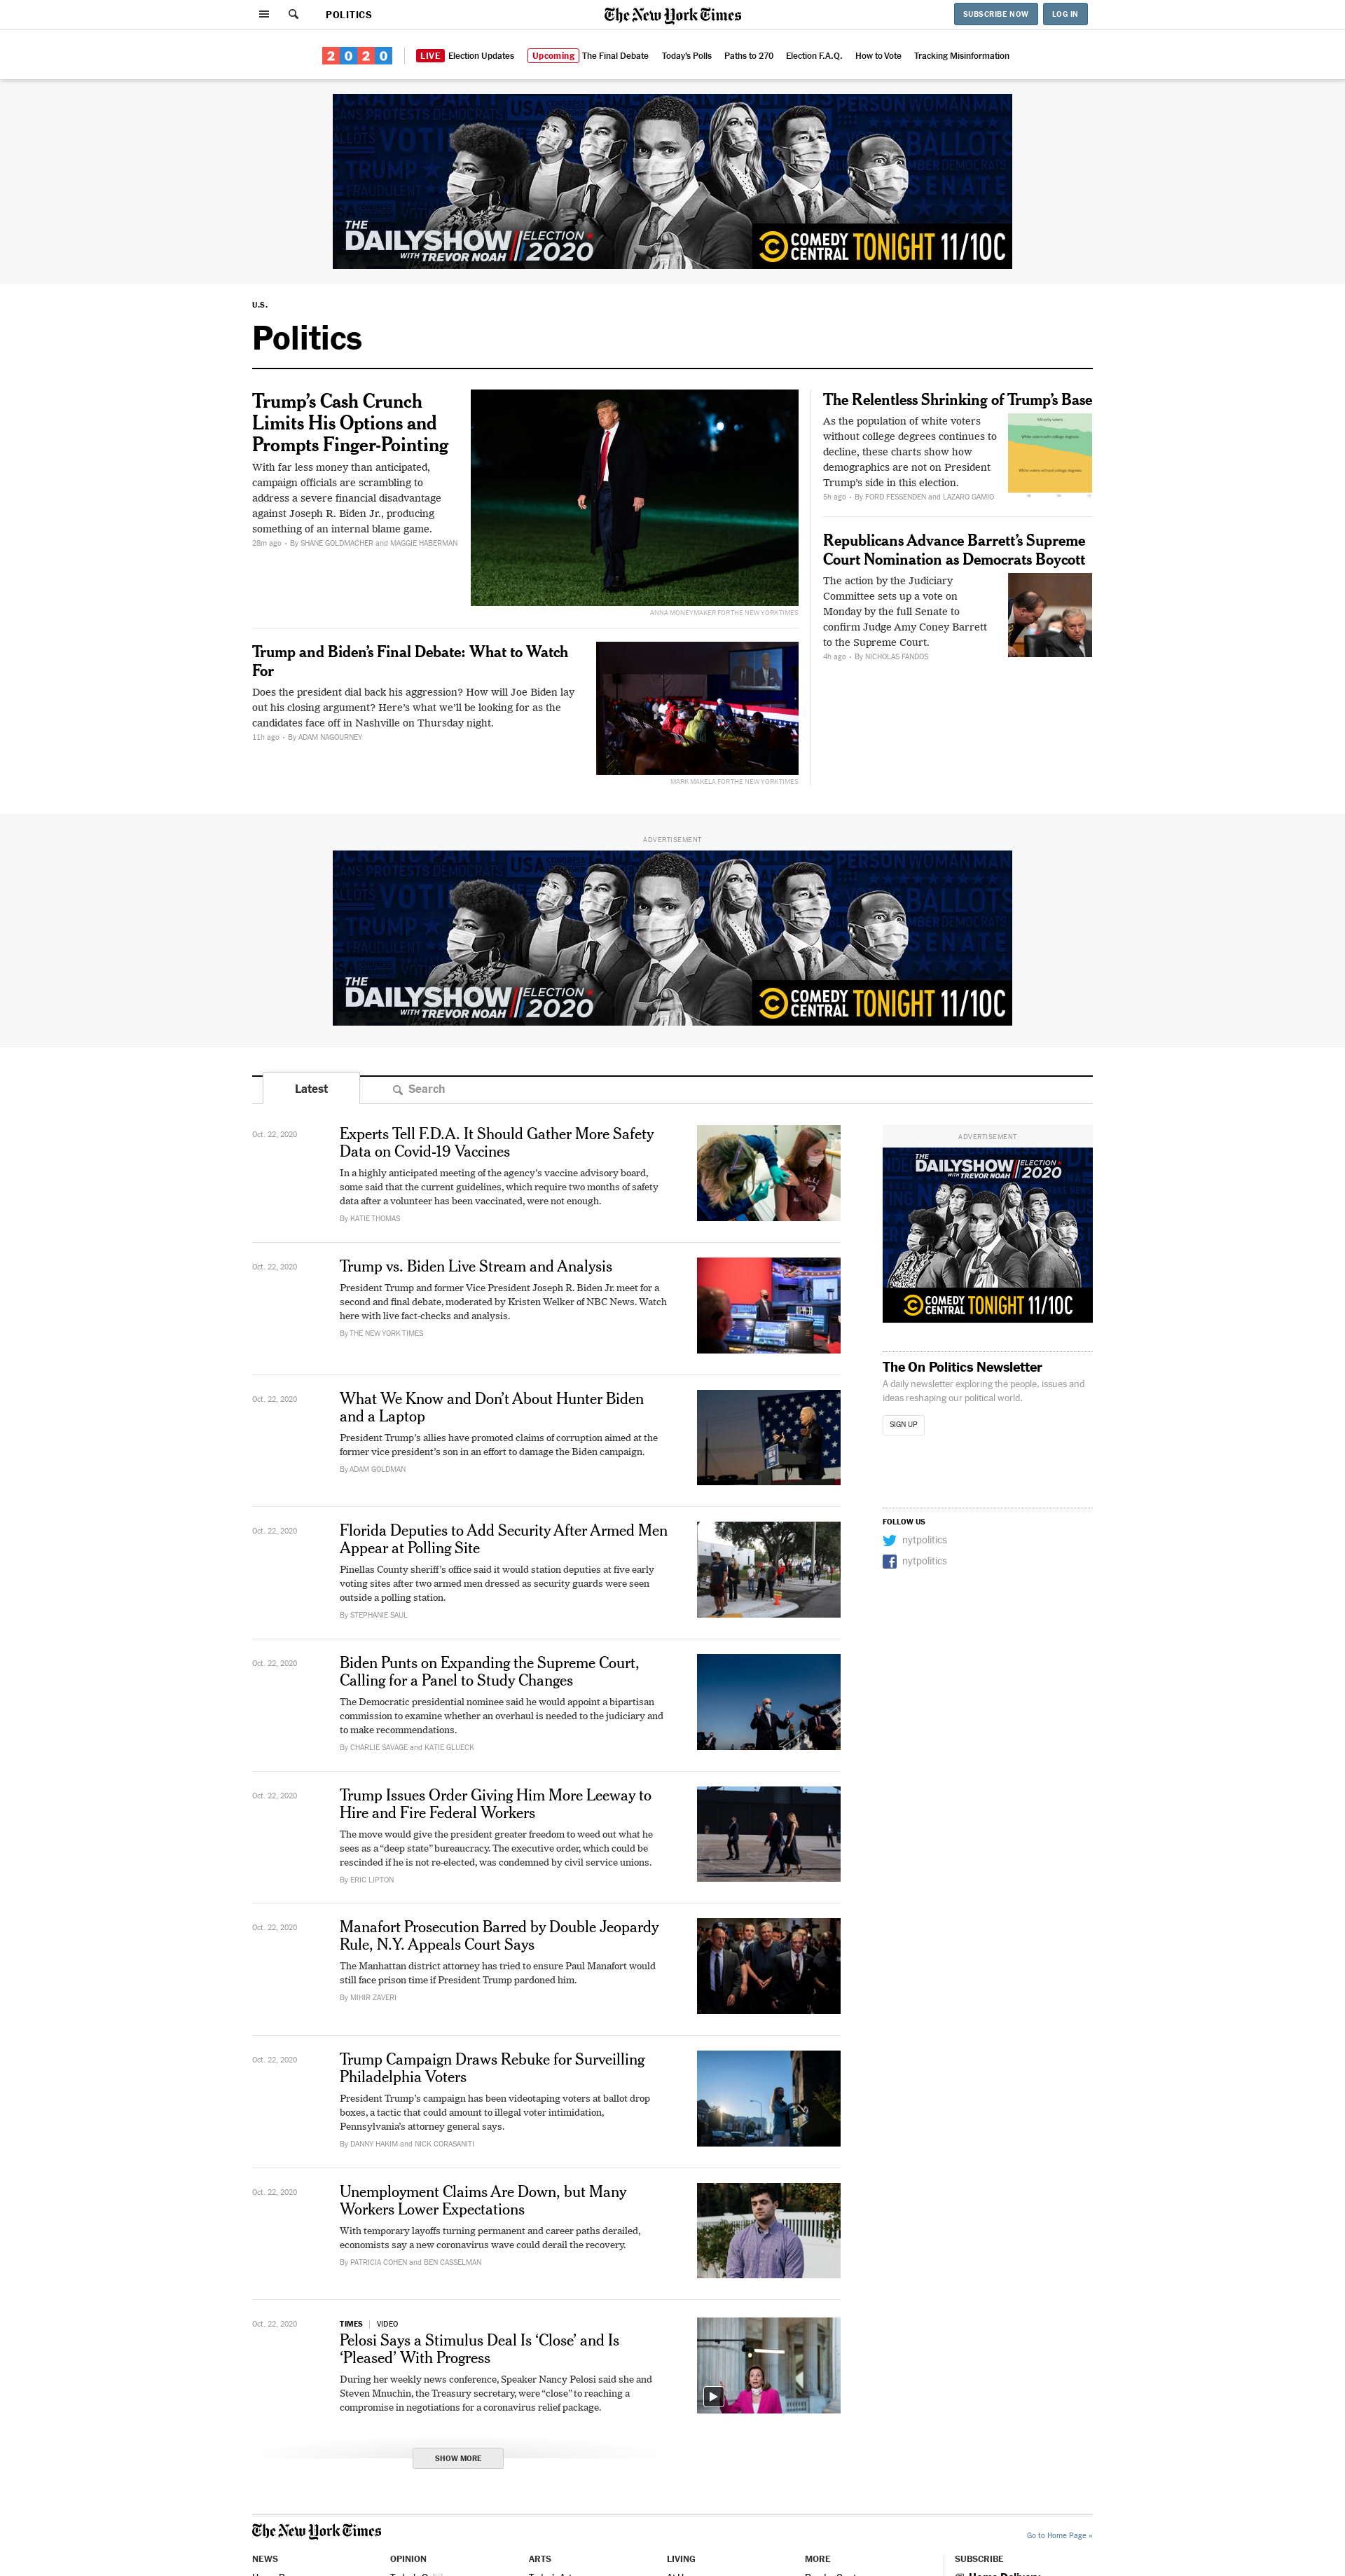 POLITICS
The New York Times
SUBSCRIBE NOW
LOG IN
2020
LIVE Election Updates
Upcoming The Final Debate
Today's Polls
Paths to 270
Election F.A.Q.
How to Vote
Tracking Misinformation
THE
DAILYSHOW
WITH TREVOR NOAH
ELECTION
2020
COMEDY CENTRAL TONIGHT 11/10C
U.S.
Politics
Trump’s Cash Crunch
Limits His Options and
Prompts Finger-Pointing
With far less money than anticipated,
campaign officials are scrambling to
address a severe financial disadvantage
against Joseph R. Biden Jr., producing
something of an internal blame game.
28m ago • By SHANE GOLDMACHER and MAGGIE HABERMAN
ANNA MONEYMAKER FOR THE NEW YORK TIMES
Trump and Biden’s Final Debate: What to Watch
For
Does the president dial back his aggression? How will Joe Biden lay
out his closing argument? Here’s what we’ll be looking for as the
candidates face off in Nashville on Thursday night.
11h ago • By ADAM NAGOURNEY
MARK MAKELA FOR THE NEW YORK TIMES
The Relentless Shrinking of Trump’s Base
As the population of white voters
without college degrees continues to
decline, these charts show how
demographics are not on President
Trump’s side in this election.
Minority voters
White voters with college degrees
White voters without college degrees
5h ago • By FORD FESSENDEN and LAZARO GAMIO
Republicans Advance Barrett’s Supreme
Court Nomination as Democrats Boycott
The action by the Judiciary
Committee sets up a vote on
Monday by the full Senate to
confirm Judge Amy Coney Barrett
to the Supreme Court.
4h ago • By NICHOLAS FANDOS
ADVERTISEMENT
THE
DAILYSHOW
WITH TREVOR NOAH
ELECTION
2020
COMEDY CENTRAL TONIGHT 11/10C
Latest
Search
Oct. 22, 2020
Experts Tell F.D.A. It Should Gather More Safety
Data on Covid-19 Vaccines
In a highly anticipated meeting of the agency’s vaccine advisory board,
some said that the current guidelines, which require two months of safety
data after a volunteer has been vaccinated, were not enough.
By KATIE THOMAS
Oct. 22, 2020
Trump vs. Biden Live Stream and Analysis
President Trump and former Vice President Joseph R. Biden Jr. meet for a
second and final debate, moderated by Kristen Welker of NBC News. Watch
here with live fact-checks and analysis.
By THE NEW YORK TIMES
Oct. 22, 2020
What We Know and Don’t About Hunter Biden
and a Laptop
President Trump’s allies have promoted claims of corruption aimed at the
former vice president’s son in an effort to damage the Biden campaign.
By ADAM GOLDMAN
Oct. 22, 2020
Florida Deputies to Add Security After Armed Men
Appear at Polling Site
Pinellas County sheriff’s office said it would station deputies at five early
voting sites after two armed men dressed as security guards were seen
outside a polling station.
By STEPHANIE SAUL
Oct. 22, 2020
Biden Punts on Expanding the Supreme Court,
Calling for a Panel to Study Changes
The Democratic presidential nominee said he would appoint a bipartisan
commission to examine whether an overhaul is needed to the judiciary and
to make recommendations.
By CHARLIE SAVAGE and KATIE GLUECK
Oct. 22, 2020
Trump Issues Order Giving Him More Leeway to
Hire and Fire Federal Workers
The move would give the president greater freedom to weed out what he
sees as a “deep state” bureaucracy. The executive order, which could be
rescinded if he is not re-elected, was condemned by civil service unions.
By ERIC LIPTON
Oct. 22, 2020
Manafort Prosecution Barred by Double Jeopardy
Rule, N.Y. Appeals Court Says
The Manhattan district attorney has tried to ensure Paul Manafort would
still face prison time if President Trump pardoned him.
By MIHIR ZAVERI
Oct. 22, 2020
Trump Campaign Draws Rebuke for Surveilling
Philadelphia Voters
President Trump’s campaign has been videotaping voters at ballot drop
boxes, a tactic that could amount to illegal voter intimidation,
Pennsylvania’s attorney general says.
By DANNY HAKIM and NICK CORASANITI
Oct. 22, 2020
Unemployment Claims Are Down, but Many
Workers Lower Expectations
With temporary layoffs turning permanent and career paths derailed,
economists say a new coronavirus wave could derail the recovery.
By PATRICIA COHEN and BEN CASSELMAN
Oct. 22, 2020
TIMES VIDEO
Pelosi Says a Stimulus Deal Is ‘Close’ and Is
‘Pleased’ With Progress
During her weekly news conference, Speaker Nancy Pelosi said she and
Steven Mnuchin, the Treasury secretary, were “close” to reaching a
compromise in negotiations for a coronavirus relief package.
SHOW MORE
ADVERTISEMENT
THE
DAILYSHOW
WITH TREVOR NOAH
ELECTION
2020
COMEDY CENTRAL TONIGHT 11/10C
The On Politics Newsletter
A daily newsletter exploring the people, issues and
ideas reshaping our political world.
SIGN UP
FOLLOW US
nytpolitics
nytpolitics
The New York Times
Go to Home Page »
NEWS
OPINION
ARTS
LIVING
MORE
SUBSCRIBE